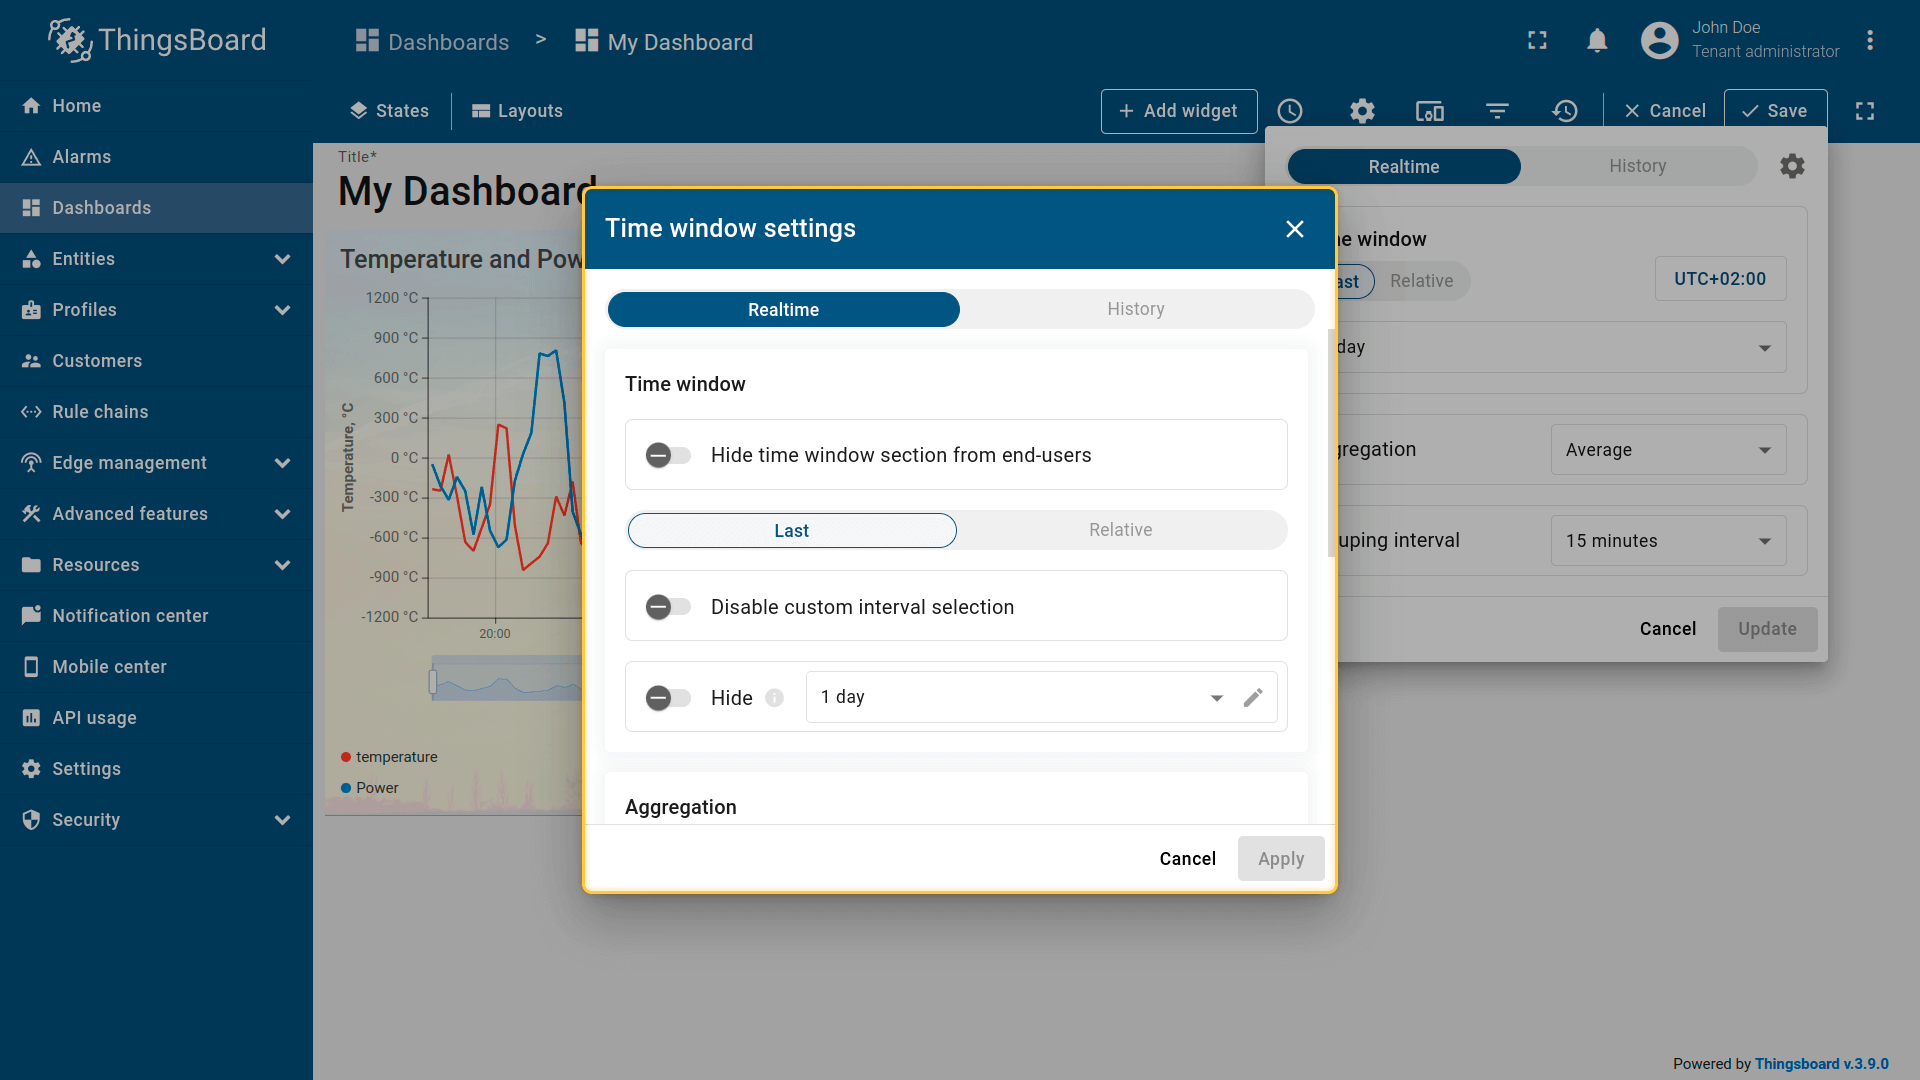 ThingsBoard
Dashboards > My Dashboard
John Doe
Tenant administrator
Home
Alarms
Dashboards
Entities
Profiles
Customers
Rule chains
Edge management
Advanced features
Resources
Notification center
Mobile center
API usage
Settings
Security
States
Layouts
+ Add widget
Cancel
Save
Title*
My Dashboard
Temperature and Pow
1200 °C
900 °C
600 °C
300 °C
0 °C
-300 °C
-600 °C
-900 °C
-1200 °C
Temperature, °C
20:00
temperature
Power
Time window settings
Realtime
History
Time window
Hide time window section from end-users
Last
Relative
Disable custom interval selection
Hide
1 day
Aggregation
Cancel
Apply
Realtime
History
me window
ast
Relative
UTC+02:00
day
gregation
Average
uping interval
15 minutes
Cancel
Update
Powered by Thingsboard v.3.9.0